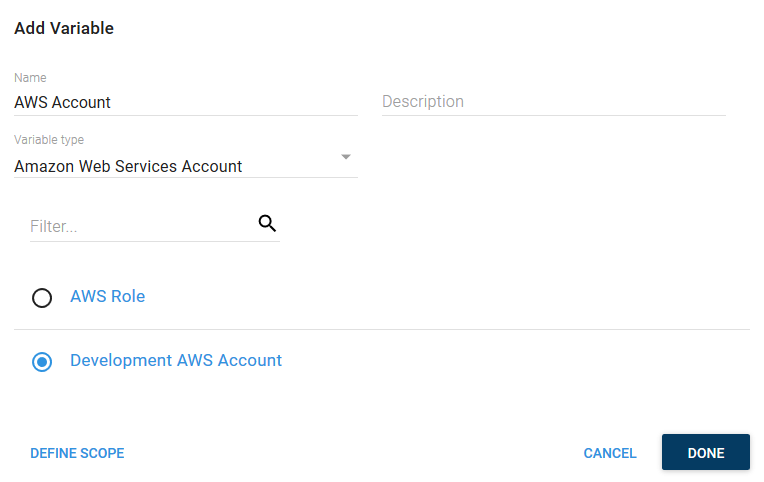 Add Variable
Name
AWS Account
Description
Variable type
Amazon Web Services Account
Filter...
AWS Role
Development AWS Account
DEFINE SCOPE
CANCEL
DONE